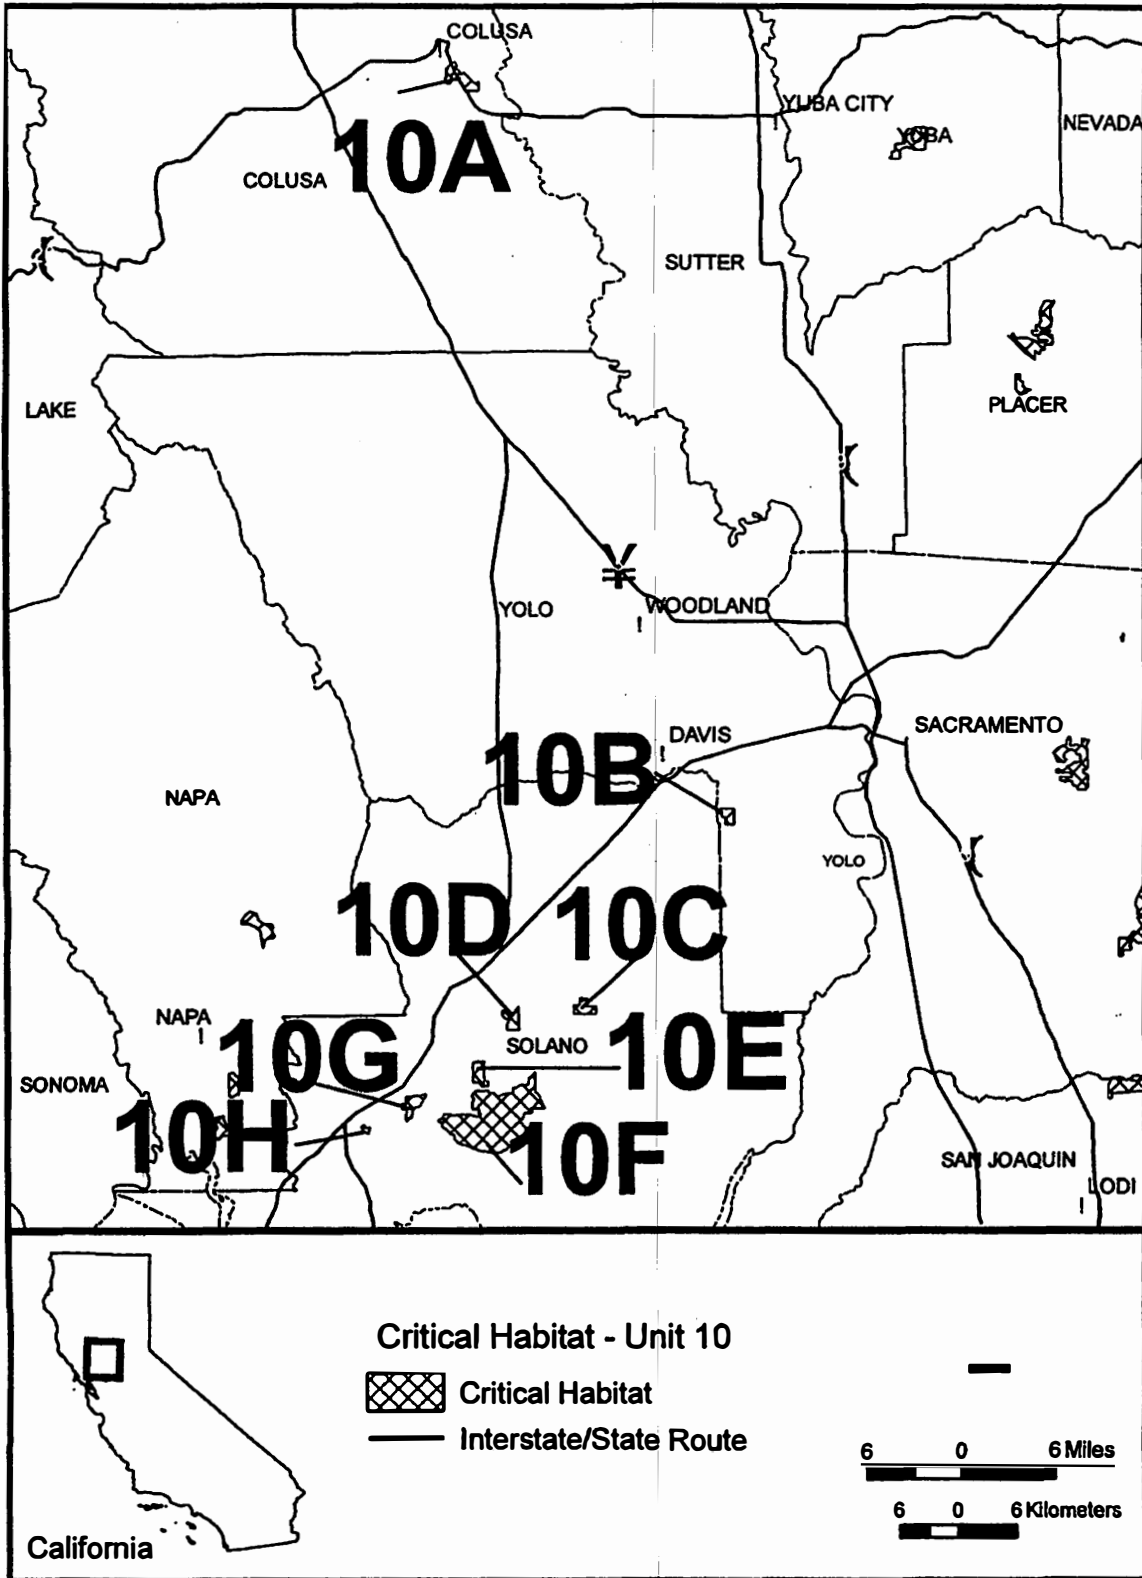 COLUSA
YUBA CITY
!
YUBA
NEVADA
10A
COLUSA
SUTTER
LAKE
PLACER
YOLO
WOODLAND
!
DAVIS
!
SACRAMENTO
10B
NAPA
YOLO
10D
10C
NAPA
!
10G
SOLANO
10E
SONOMA
10H
10F
SAN JOAQUIN
LODI
!
Critical Habitat - Unit 10
Critical Habitat
Interstate/State Route
6 0 6 Miles
6 0 6 Kilometers
California